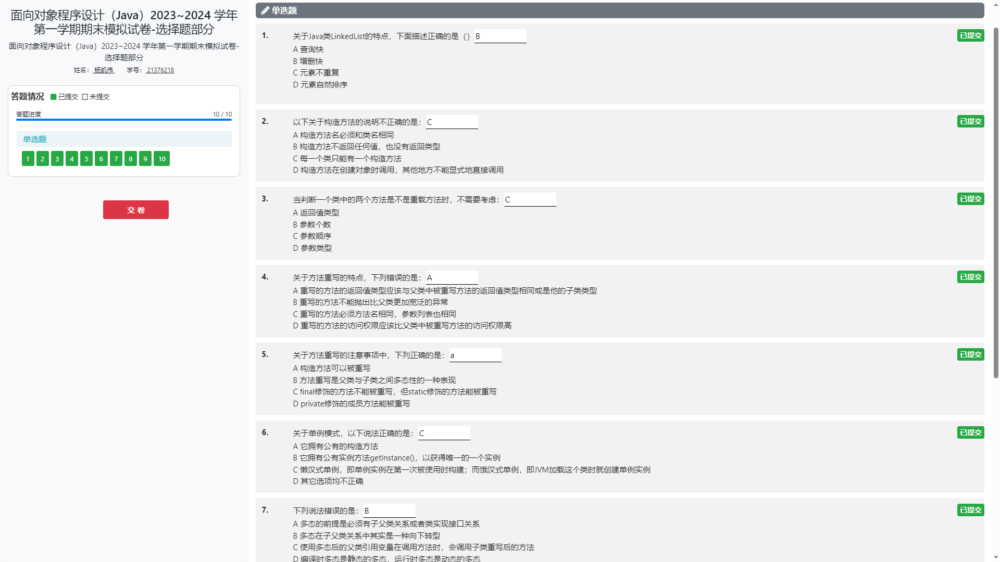 面向对象程序设计（Java）2023~2024 学年
第一学期期末模拟试卷-选择题部分
面向对象程序设计（Java）2023~2024 学年第一学期期末模拟试卷-
选择题部分
姓名： 杨凯伟 学号： 21376218
答题情况 已提交 未提交
答题进度 10 / 10
单选题
1 2 3 4 5 6 7 8 9 10
交 卷
单选题
1. 关于Java类LinkedList的特点，下面描述正确的是（） B 已提交
A 查询快
B 增删快
C 元素不重复
D 元素自然排序
2. 以下关于构造方法的说明不正确的是： C 已提交
A 构造方法名必须和类名相同
B 构造方法不返回任何值，也没有返回类型
C 每一个类只能有一个构造方法
D 构造方法在创建对象时调用，其他地方不能显式地直接调用
3. 当判断一个类中的两个方法是不是重载方法时，不需要考虑： C 已提交
A 返回值类型
B 参数个数
C 参数顺序
D 参数类型
4. 关于方法重写的特点，下列错误的是： A 已提交
A 重写的方法的返回值类型应该与父类中被重写方法的返回值类型相同或是他的子类类型
B 重写的方法不能抛出比父类更加宽泛的异常
C 重写的方法必须方法名相同，参数列表也相同
D 重写的方法的访问权限应该比父类中被重写方法的访问权限高
5. 关于方法重写的注意事项中，下列正确的是： a 已提交
A 构造方法可以被重写
B 方法重写是父类与子类之间多态性的一种表现
C final修饰的方法不能被重写，但static修饰的方法能被重写
D private修饰的成员方法能被重写
6. 关于单例模式，以下说法正确的是： C 已提交
A 它拥有公有的构造方法
B 它拥有公有实例方法getInstance()，以获得唯一的一个实例
C 懒汉式单例，即单例实例在第一次被使用时构建；而饿汉式单例，即JVM加载这个类时就创建单例实例
D 其它选项均不正确
7. 下列说法错误的是： B 已提交
A 多态的前提是必须有子父类关系或者类实现接口关系
B 多态在子父类关系中其实是一种向下转型
C 使用多态后的父类引用变量在调用方法时，会调用子类重写后的方法
D 编译时多态是静态的多态，运行时多态是动态的多态